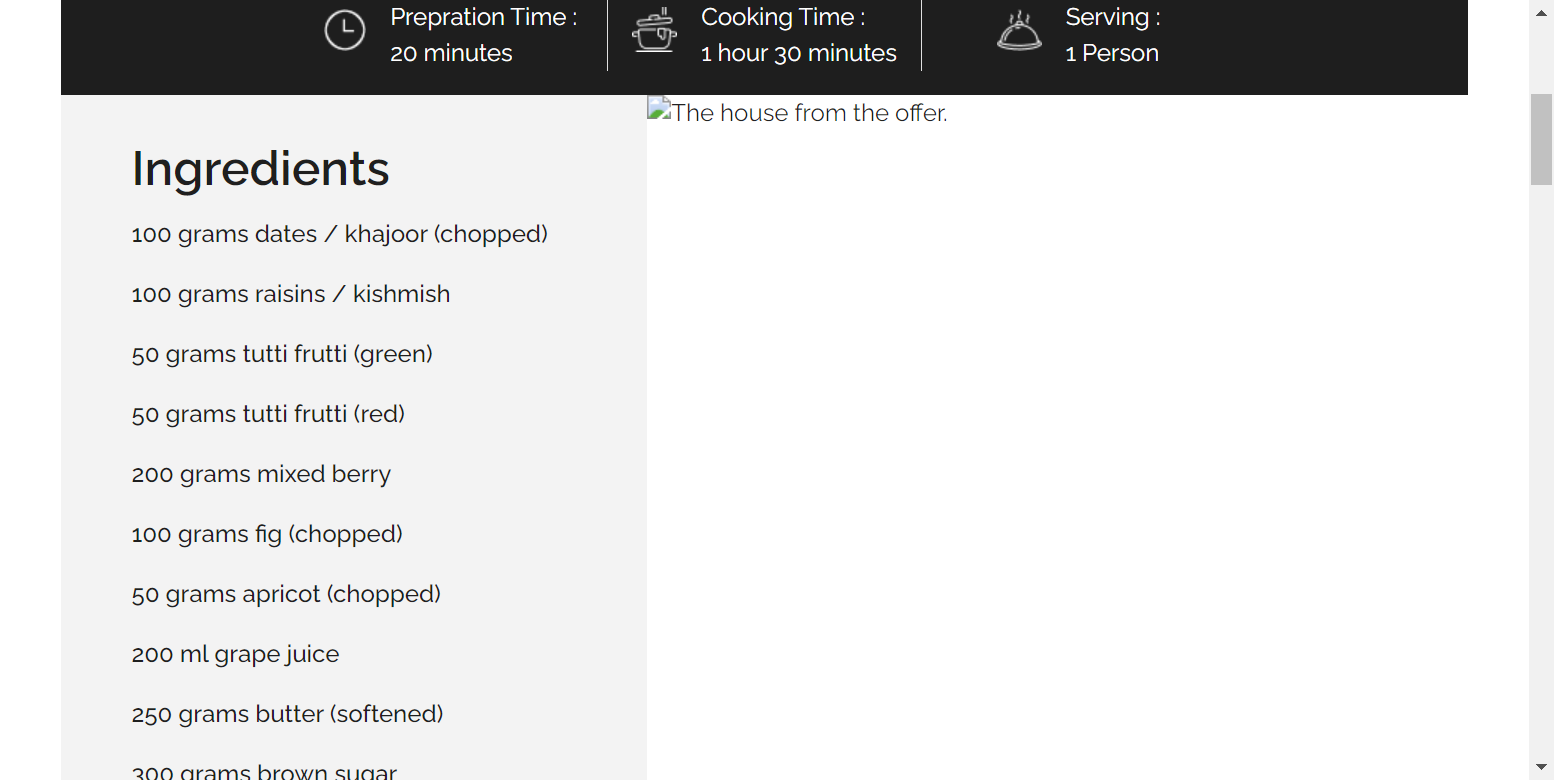 Prepration Time :
20 minutes
Cooking Time :
1 hour 30 minutes
Serving :
1 Person
The house from the offer.
Ingredients
100 grams dates / khajoor (chopped)
100 grams raisins / kishmish
50 grams tutti frutti (green)
50 grams tutti frutti (red)
200 grams mixed berry
100 grams fig (chopped)
50 grams apricot (chopped)
200 ml grape juice
250 grams butter (softened)
300 grams brown sugar